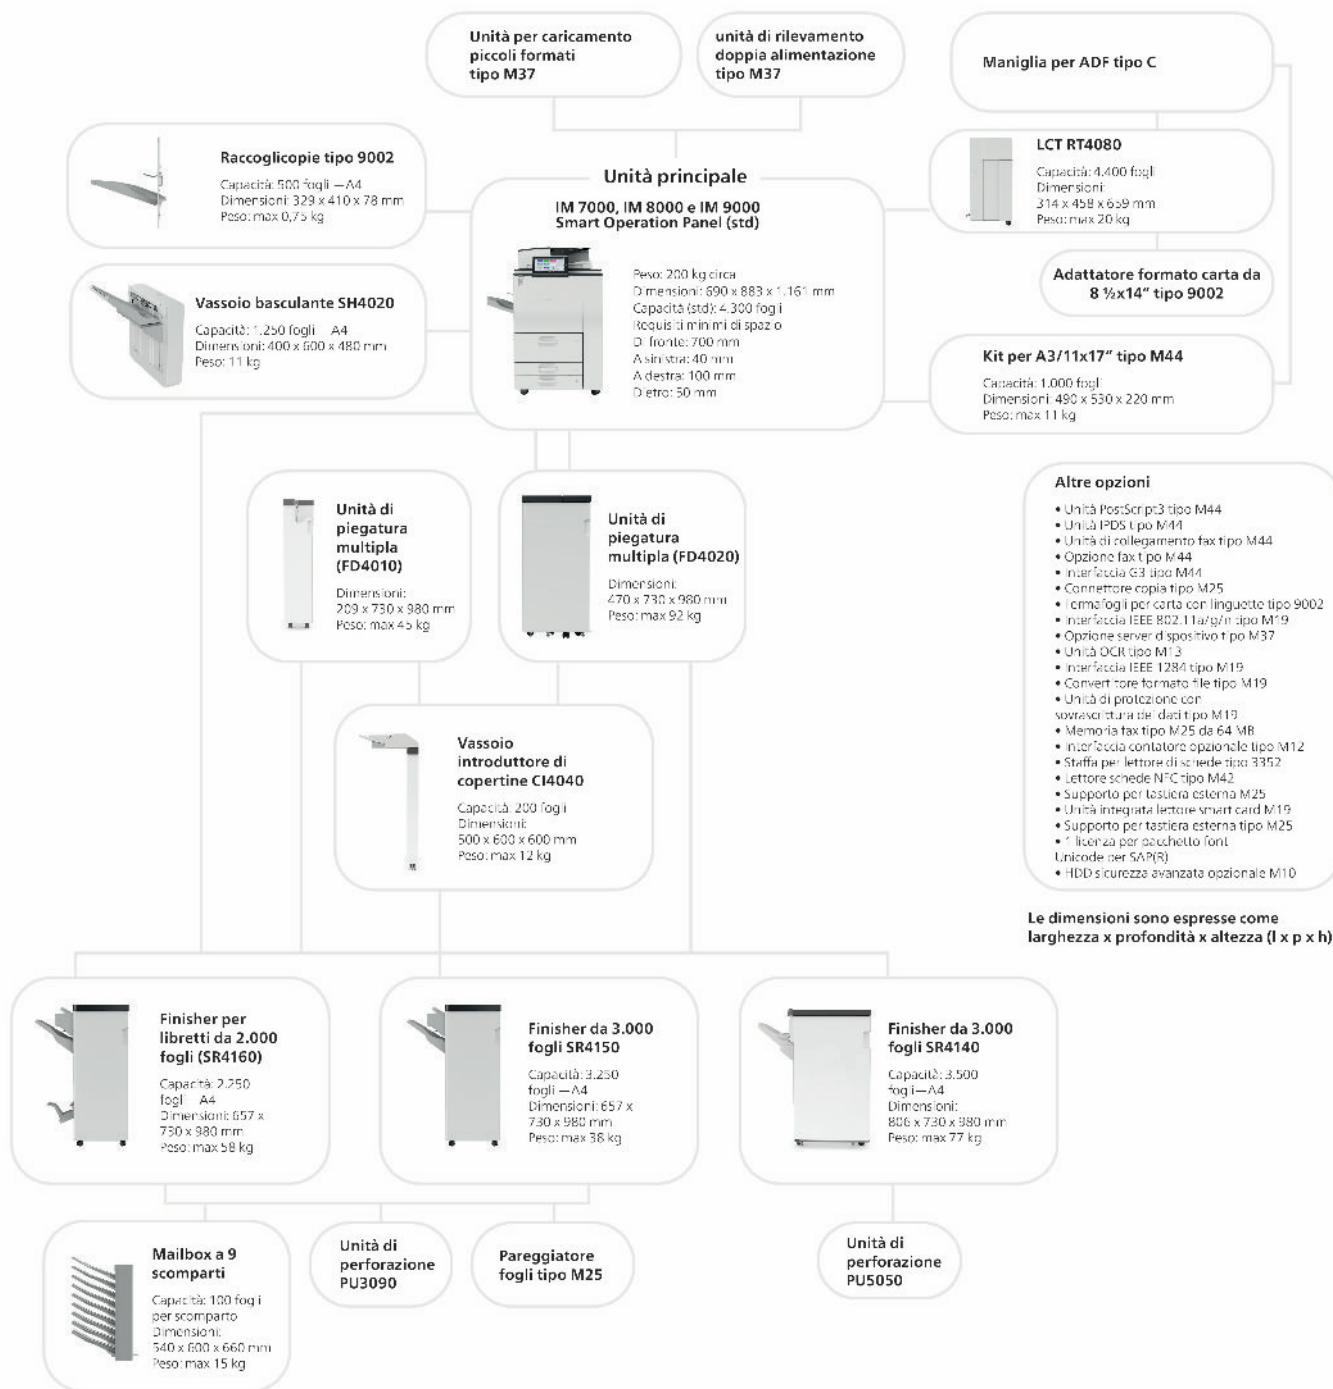 Unità per caricamento
piccoli formati
tipo M37
unità di rilevamento
doppia alimentazione
tipo M37
Maniglia per ADF tipo C
Raccoglicopie tipo 9002
Capacità: 500 fogli —A4
Dimensioni: 329 x 410 x 78 mm
Peso: max 0,75 kg
Unità principale
IM 7000, IM 8000 e IM 9000
Smart Operation Panel (std)
Peso: 200 kg circa
Dimensioni: 690 x 883 x 1.161 mm
Capacità (std): 4.300 fogli
Requisiti minimi di spazio
Di fronte: 700 mm
A sinistra: 40 mm
A destra: 100 mm
Dietro: 50 mm
LCT RT4080
Capacità: 4.400 fogli
Dimensioni:
314 x 458 x 659 mm
Peso: max 20 kg
Vassoio basculante SH4020
Capacità: 1.250 fogli —A4
Dimensioni: 400 x 600 x 480 mm
Peso: 11 kg
Adattatore formato carta da
8 ½x14" tipo 9002
Kit per A3/11x17" tipo M44
Capacità: 1.000 fogli
Dimensioni: 490 x 530 x 220 mm
Peso: max 11 kg
Unità di
piegatura
multipla
(FD4010)
Dimensioni:
209 x 730 x 980 mm
Peso: max 45 kg
Unità di
piegatura
multipla (FD4020)
Dimensioni:
470 x 730 x 980 mm
Peso: max 92 kg
Altre opzioni
• Unità PostScript3 tipo M44
• Unità IPDS tipo M44
• Unità di collegamento fax tipo M44
• Opzione fax tipo M44
• Interfaccia G3 tipo M44
• Connettore copia tipo M25
• Fermafogli per carta con linguette tipo 9002
• Interfaccia IEEE 802.11a/g/n tipo M19
• Opzione server dispositivo tipo M37
• Unità OCR tipo M13
• Interfaccia IEEE 1284 tipo M19
• Convertitore formato file tipo M19
• Unità di protezione con
sovrascrittura dei dati tipo M19
• Memoria fax tipo M25 da 64 MB
• Interfaccia contatore opzionale tipo M12
• Staffa per lettore di schede tipo 3352
• Lettore schede NFC tipo M42
• Supporto per tastiera esterna M25
• Unità integrata lettore smart card M19
• Supporto per tastiera esterna tipo M25
• 1 licenza per pacchetto font
Unicode per SAP(R)
• HDD sicurezza avanzata opzionale M10
Vassoio
introduttore di
copertine CI4040
Capacità: 200 fogli
Dimensioni:
500 x 600 x 600 mm
Peso: max 12 kg
Le dimensioni sono espresse come
larghezza x profondità x altezza (l x p x h)
Finisher per
libretti da 2.000
fogli (SR4160)
Capacità: 2.250
fogli —A4
Dimensioni: 657 x
730 x 980 mm
Peso: max 58 kg
Finisher da 3.000
fogli SR4150
Capacità: 3.250
fogli —A4
Dimensioni: 657 x
730 x 980 mm
Peso: max 38 kg
Finisher da 3.000
fogli SR4140
Capacità: 3.500
fogli—A4
Dimensioni:
806 x 730 x 980 mm
Peso: max 77 kg
Mailbox a 9
scomparti
Capacità: 100 fogli
per scomparto
Dimensioni:
540 x 600 x 660 mm
Peso: max 15 kg
Unità di
perforazione
PU3090
Pareggiatore
fogli tipo M25
Unità di
perforazione
PU5050